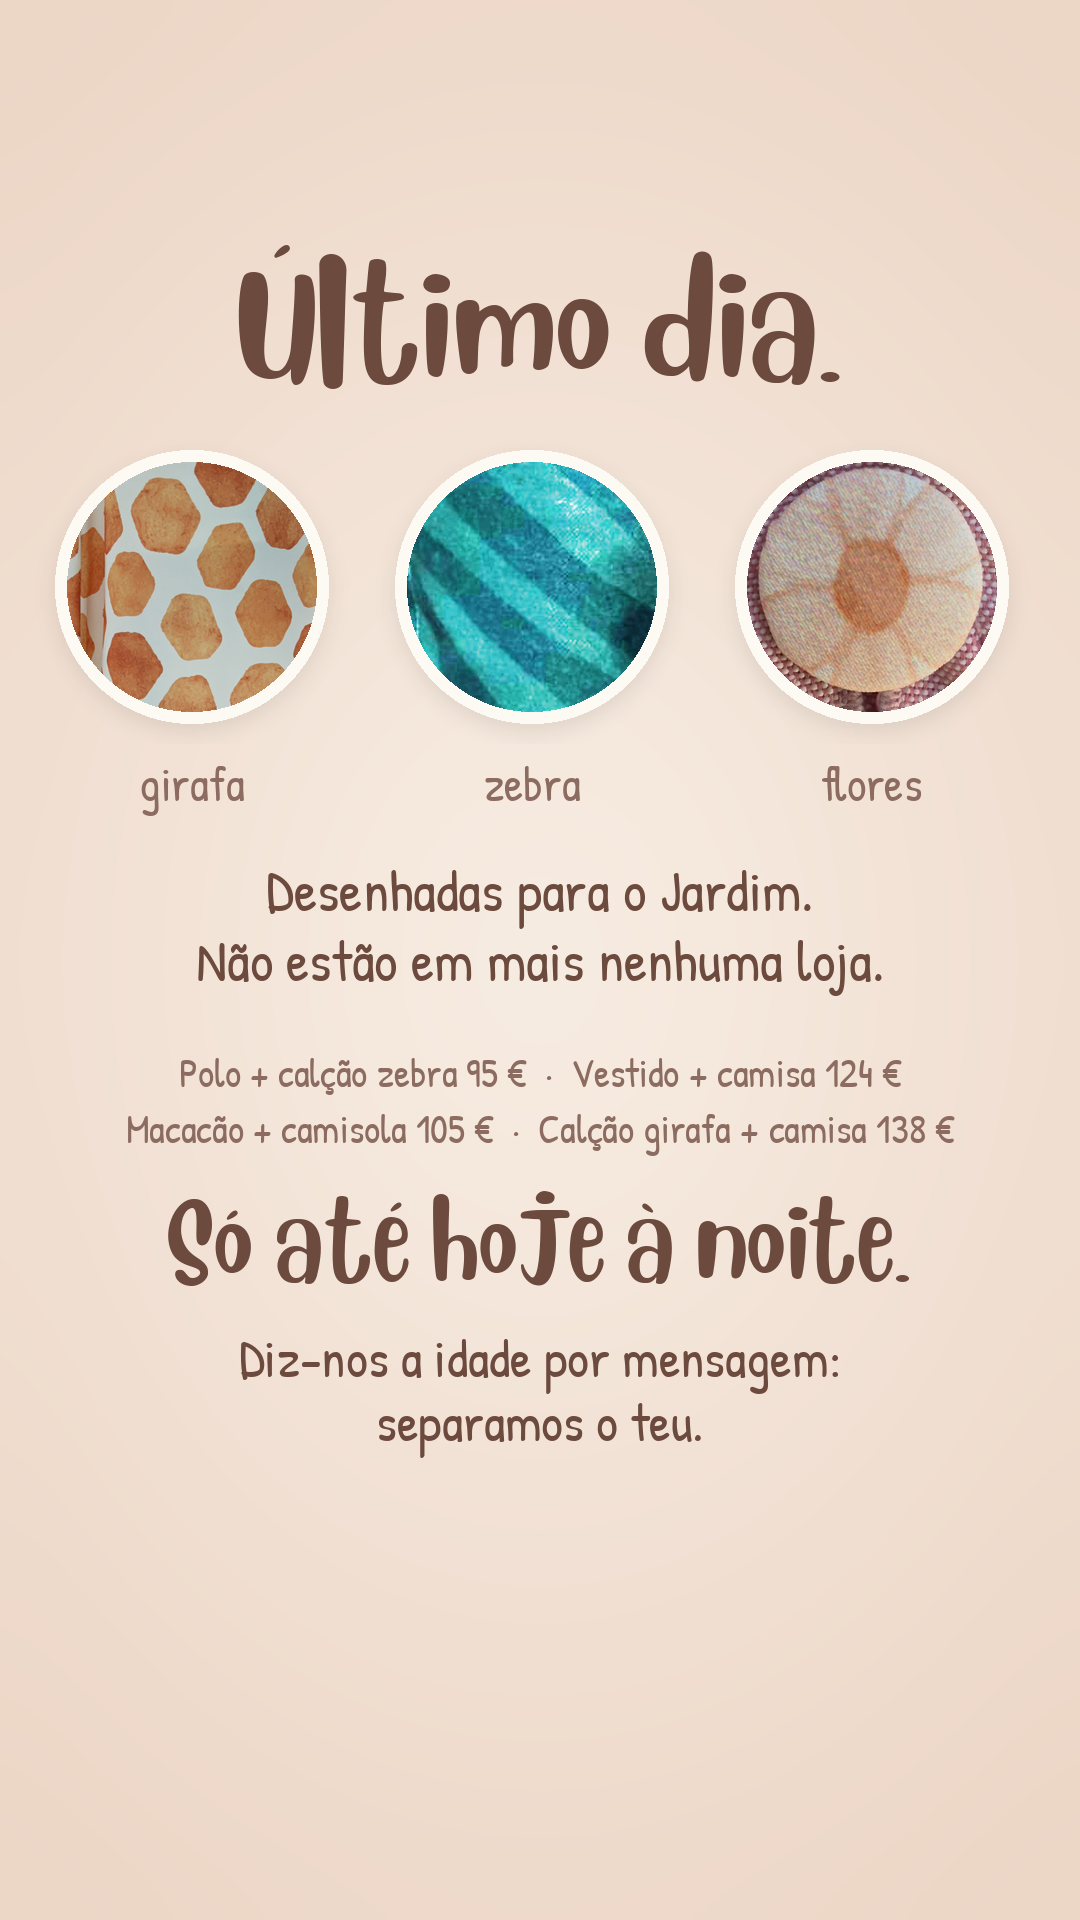 Último dia.
girafa zebra flores
Desenhadas para o Jardim.
Não estão em mais nenhuma loja.
Polo + calção zebra 95 € · Vestido + camisa 124 €
Macacão + camisola 105 € · Calção girafa + camisa 138 €
Só até hoje à noite.
Diz-nos a idade por mensagem:
separamos o teu.